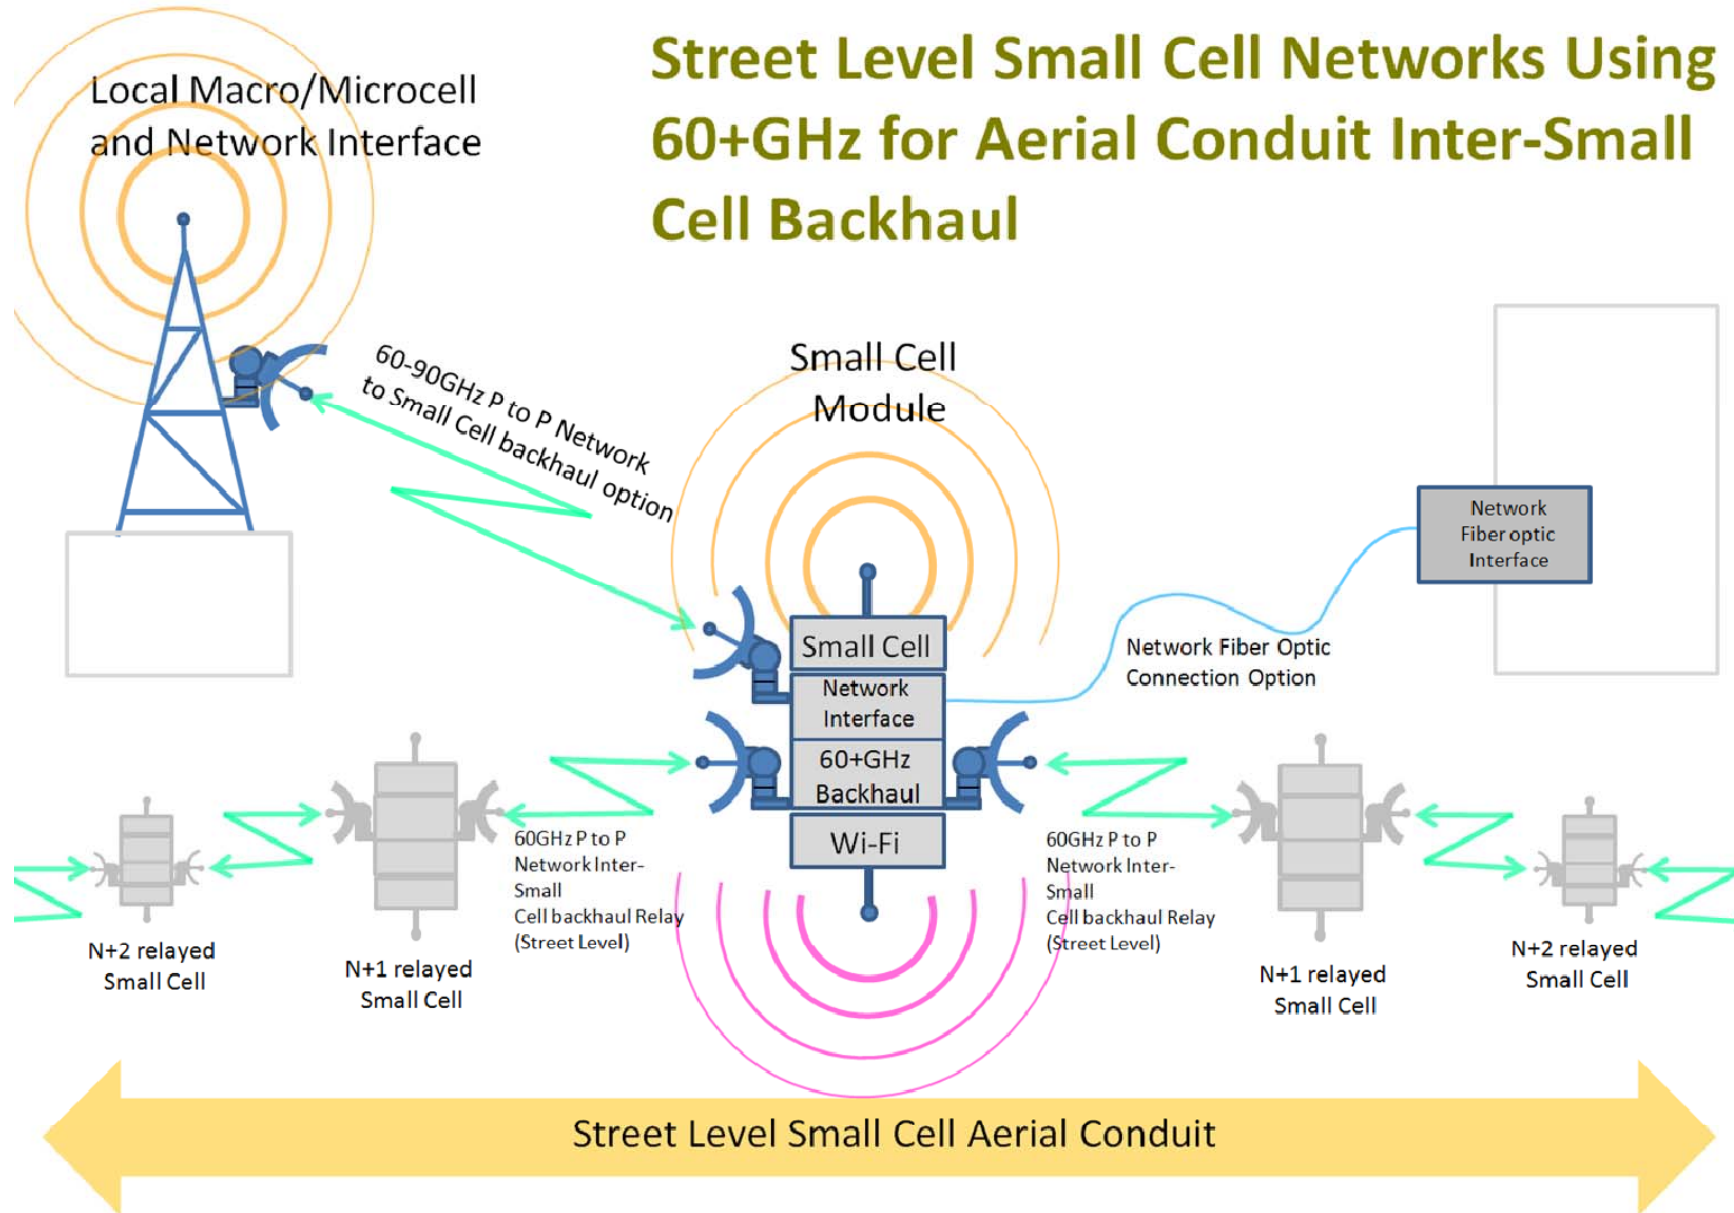 Street Level Small Cell Networks Using
60+GHz for Aerial Conduit Inter-Small
Cell Backhaul
Local Macro/Microcell
and Network Interface
60-90GHz P to P Network
to Small Cell backhaul option
Small Cell
Module
Network
Fiber optic
Interface
Small Cell
Network
Interface
60+GHz
Backhaul
Wi-Fi
Network Fiber Optic
Connection Option
N+2 relayed
Small Cell
N+1 relayed
Small Cell
60GHz P to P
Network Inter-
Small
Cell backhaul Relay
(Street Level)
60GHz P to P
Network Inter-
Small
Cell backhaul Relay
(Street Level)
N+1 relayed
Small Cell
N+2 relayed
Small Cell
Street Level Small Cell Aerial Conduit